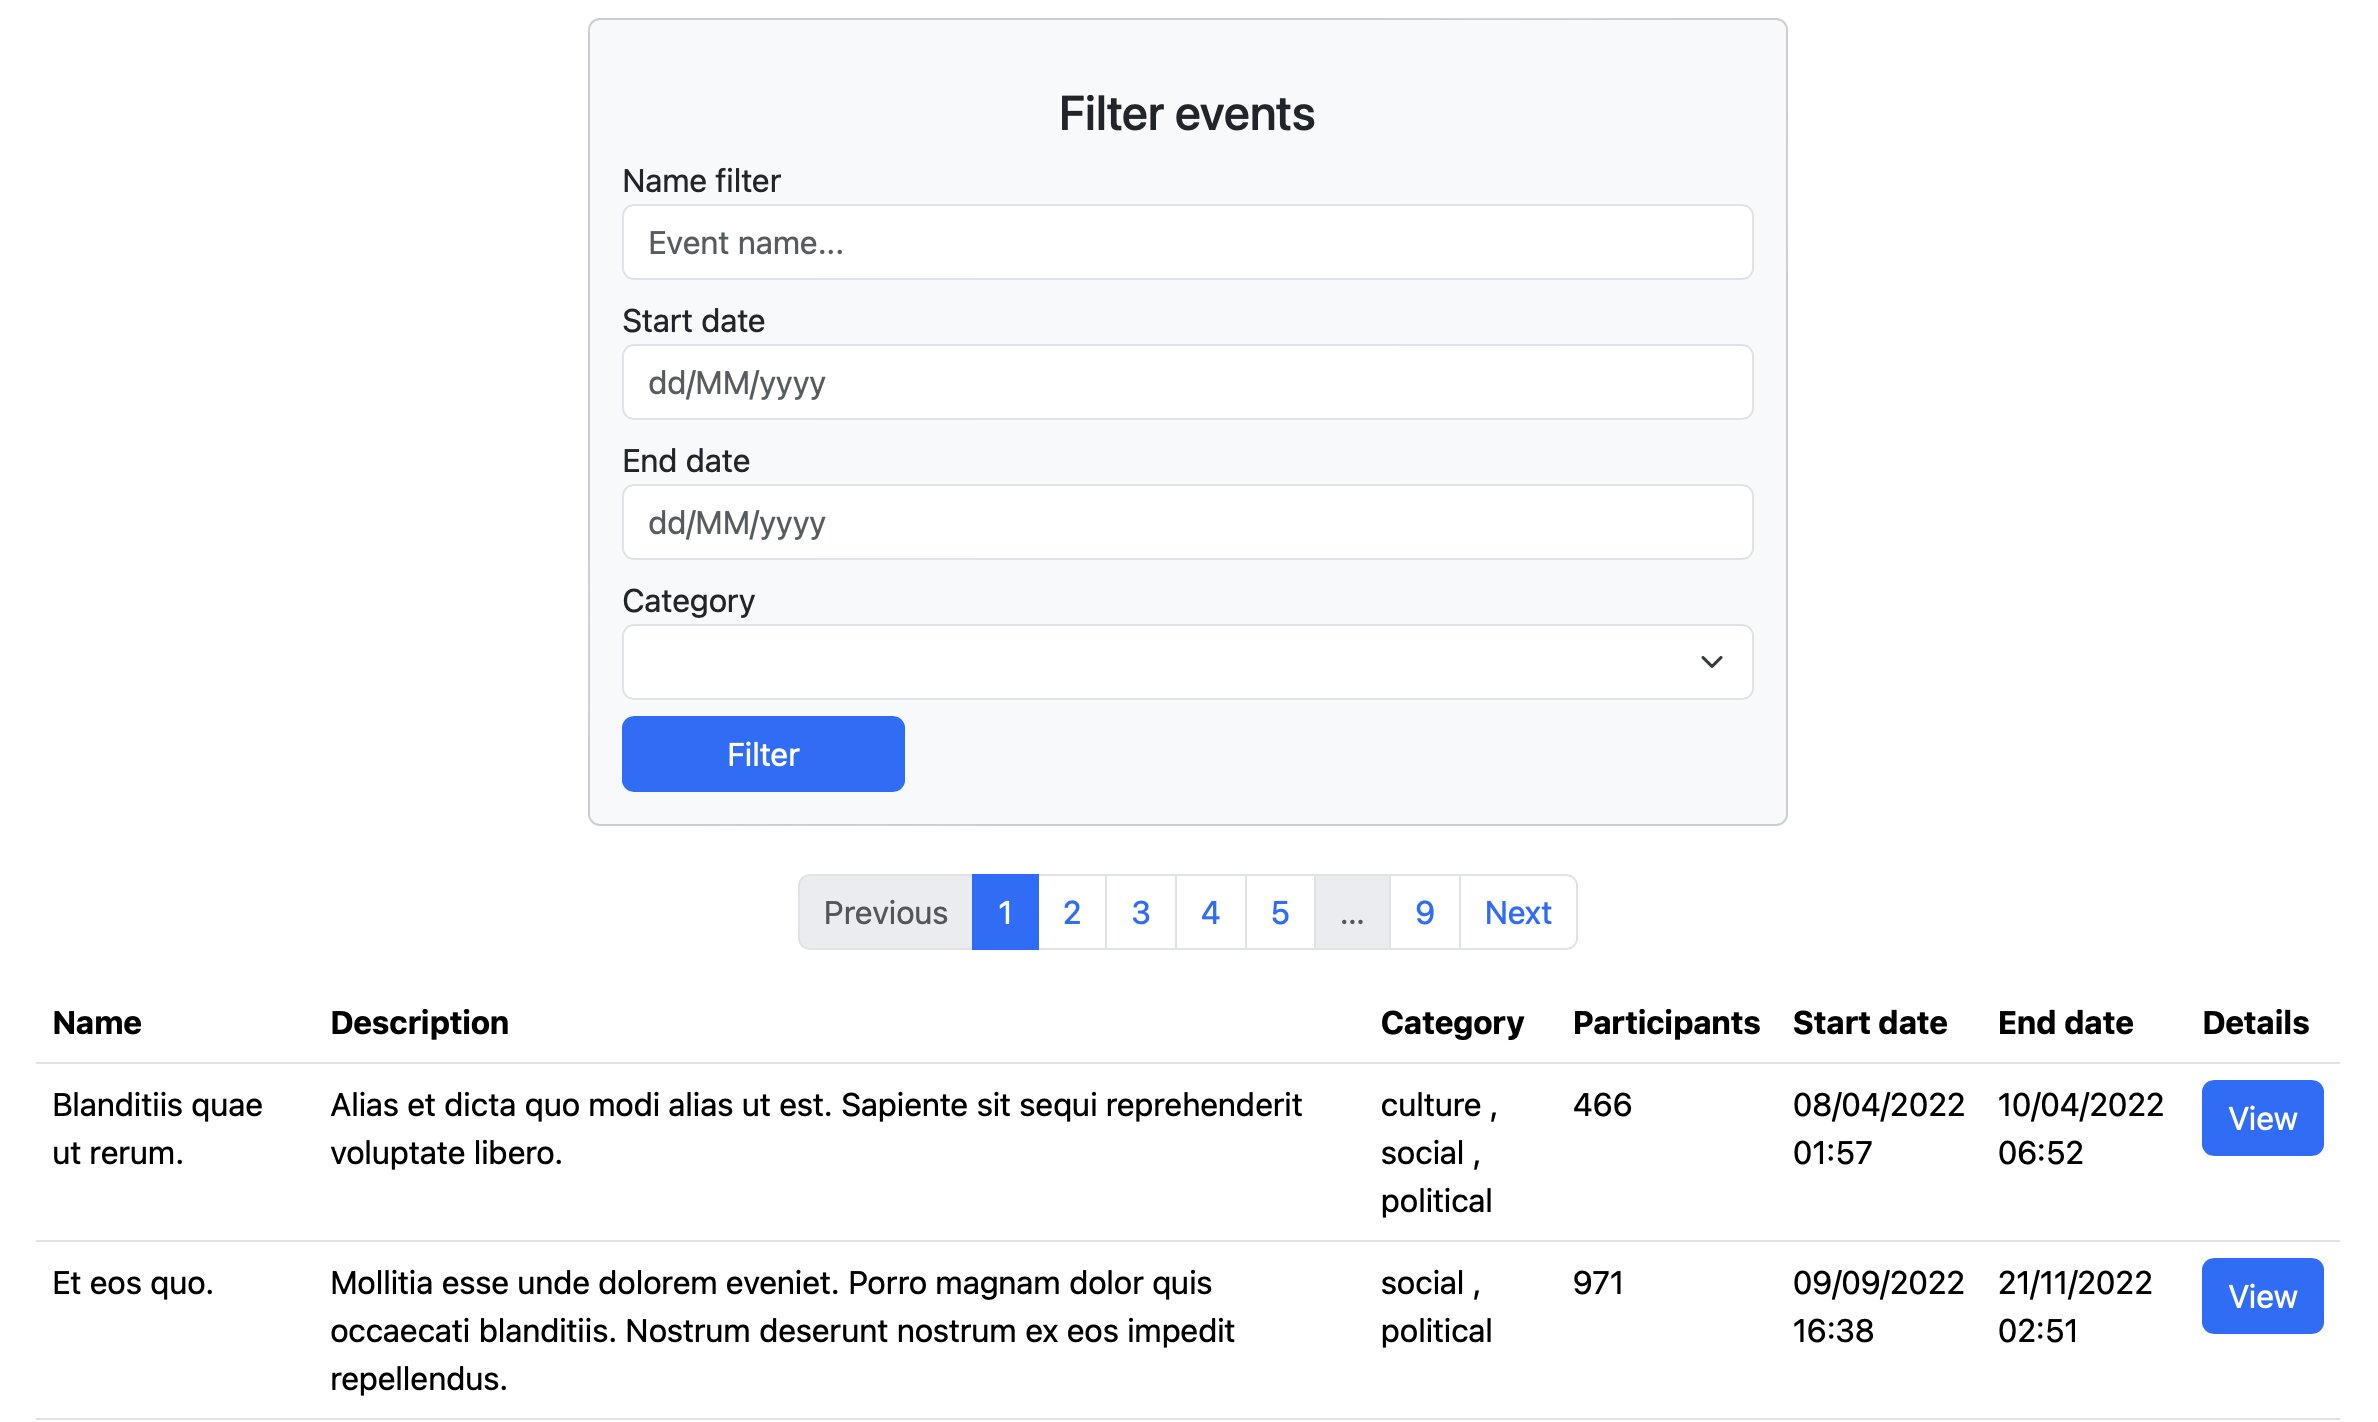 Filter events
Name filter
Event name...
Start date
dd/MM/yyyy
End date
dd/MM/yyyy
Category
Filter
Previous 1 2 3 4 5 ... 9 Next
Name Description Category Participants Start date End date Details
Blanditiis quae Alias et dicta quo modi alias ut est. Sapiente sit sequi reprehenderit culture , 466 08/04/2022 10/04/2022 View
ut rerum. voluptate libero. social , 01:57 06:52
political
Et eos quo. Mollitia esse unde dolorem eveniet. Porro magnam dolor quis social , 971 09/09/2022 21/11/2022 View
occaecati blanditiis. Nostrum deserunt nostrum ex eos impedit political 16:38 02:51
repellendus.